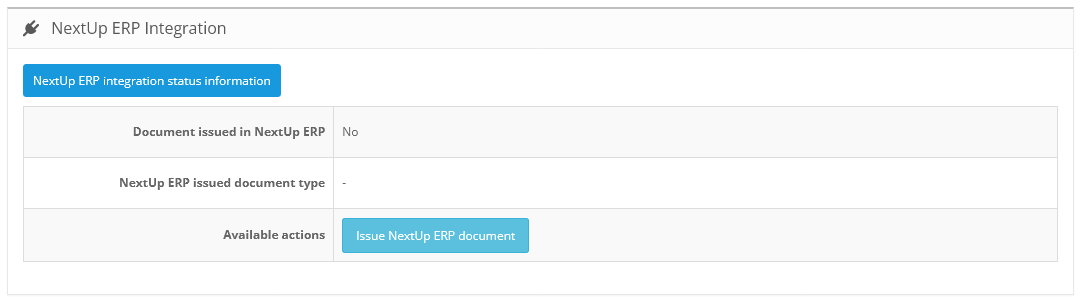 NextUp ERP Integration
NextUp ERP integration status information
Document issued in NextUp ERP No
NextUp ERP issued document type -
Available actions Issue NextUp ERP document